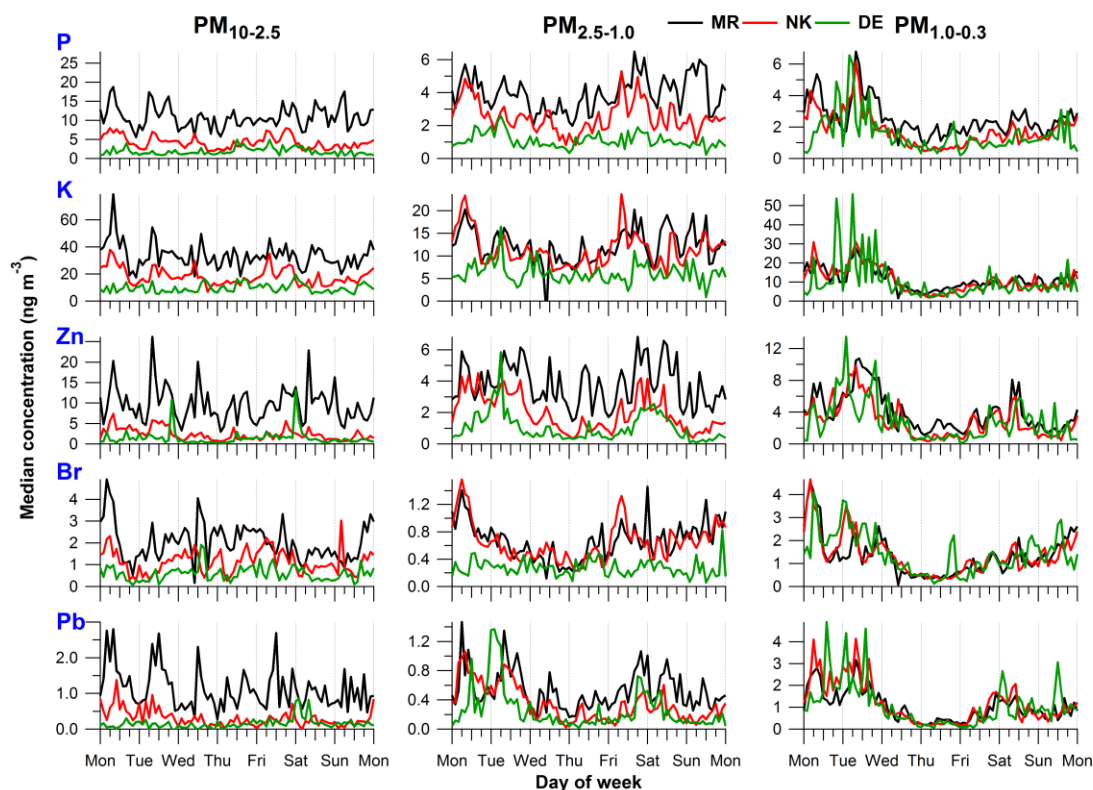 PM10-2.5 PM2.5-1.0 MR NK DE PM1.0-0.3
P
25 20 15 10 5 0
6 4 2 0
6 4 2 0
K
60 40 20 0
20 15 10 5 0
50 40 30 20 10 0
Zn
25 20 15 10 5 0
6 4 2 0
12 8 4 0
Br
4 3 2 1 0
1.2 0.8 0.4 0.0
4 3 2 1 0
Pb
2.0 1.0 0.0
1.2 0.8 0.4 0.0
4 3 2 1 0
Median concentration (ng m-3)
Mon Tue Wed Thu Fri Sat Sun Mon
Mon Tue Wed Thu Fri Sat Sun Mon
Mon Tue Wed Thu Fri Sat Sun Mon
Day of week